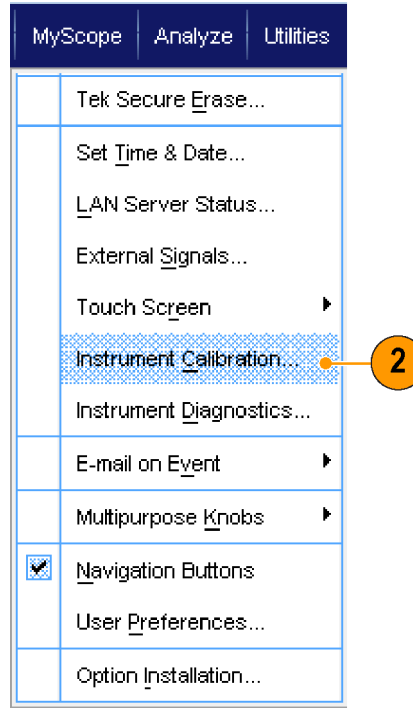 MyScope Analyze Utilities
Tek Secure Erase...
Set Time & Date...
LAN Server Status...
External Signals...
Touch Screen
Instrument Calibration...
2
Instrument Diagnostics...
E-mail on Event
Multipurpose Knobs
Navigation Buttons
User Preferences...
Option Installation...